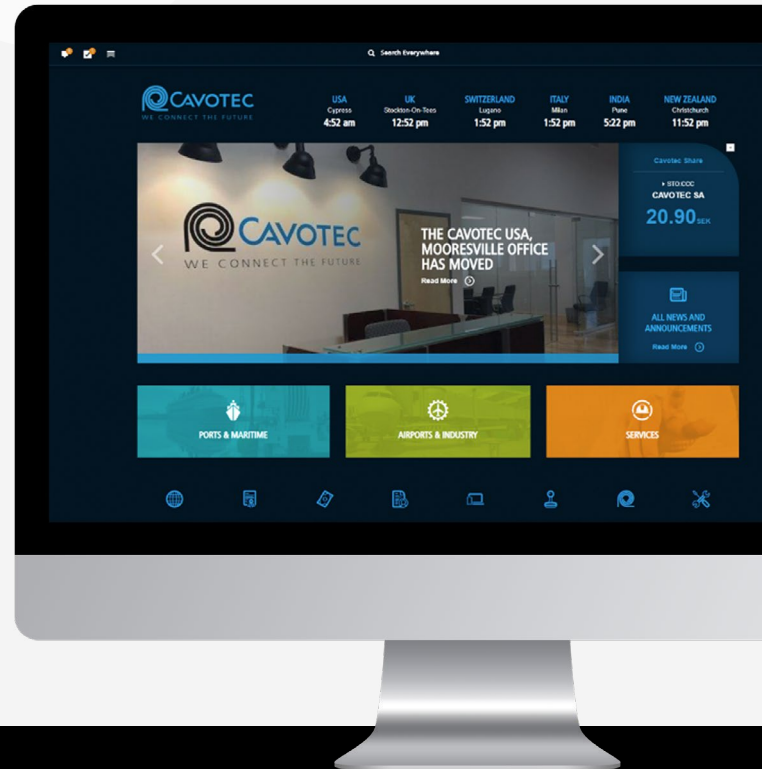 Search Everywhere
CAVOTEC
WE CONNECT THE FUTURE
USA
Cypress
4:52 am
UK
Stockton-On-Tees
12:52 pm
SWITZERLAND
Lugano
1:52 pm
ITALY
Milan
1:52 pm
INDIA
Pune
5:22 pm
NEW ZEALAND
Christchurch
11:52 pm
CAVOTEC
WE CONNECT THE FUTURE
THE CAVOTEC USA,
MOORESVILLE OFFICE
HAS MOVED
Read More
Cavotec Share
STO:CCC
CAVOTEC SA
20.90 SEK
ALL NEWS AND
ANNOUNCEMENTS
Read More
PORTS & MARITIME
AIRPORTS & INDUSTRY
SERVICES